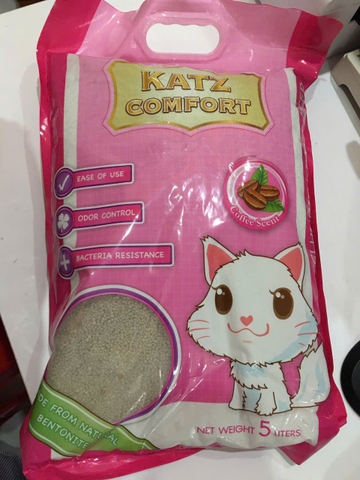 KATZ
COMFORT
EASE OF USE
ODOR CONTROL
BACTERIA RESISTANCE
Coffee Scent
DE FROM NATURAL
BENTONITE
NET WEIGHT 5 LITERS